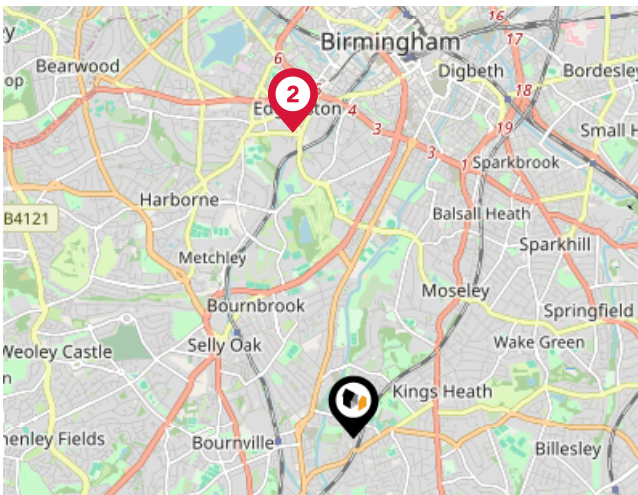 16
17
Birmingham
6
Bearwood
Digbeth
Bordesley
2
18
4
3
19
Small H
3
1
Sparkbrook
Harborne
B4121
Balsall Heath
Sparkhill
Metchley
Moseley
Bournbrook
Springfield
Selly Oak
Wake Green
Weoley Castle
Kings Heath
henley Fields
Bournville
Billesley